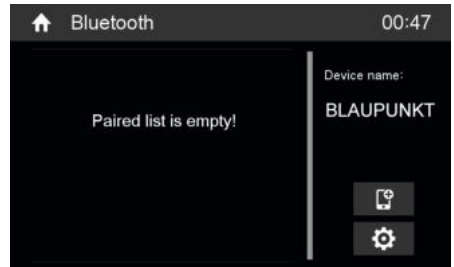 Bluetooth 00:47
Device name:
Paired list is empty!
BLAUPUNKT